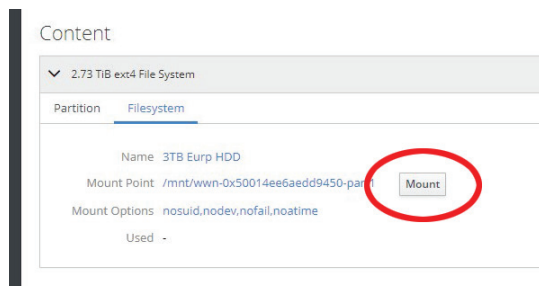 Content
2.73 TiB ext4 File System
Partition Filesystem
Name 3TB Eurp HDD
Mount Point /mnt/wwn-0x50014ee6aedd9450-part1 Mount
Mount Options nosuid,nodev,nofail,noatime
Used -